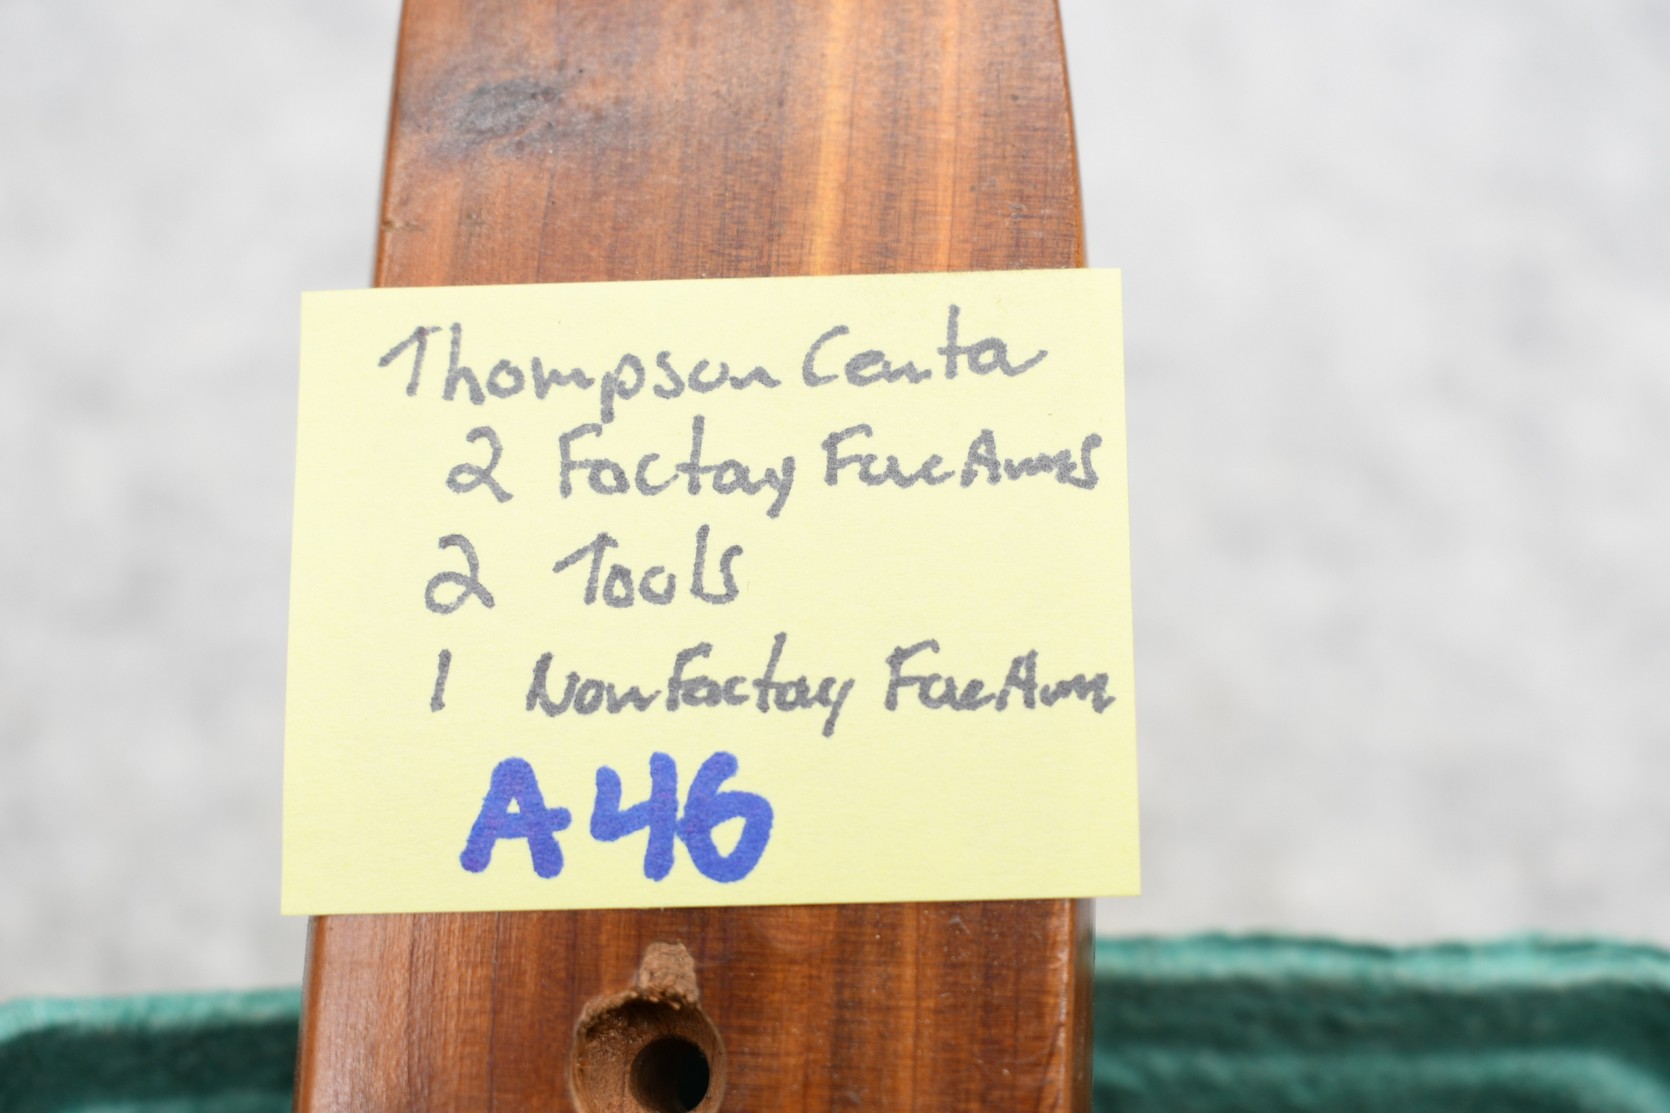 Thompson Center
2 Factory ForeArms
2 Tools
1 Non Factory ForeArm
A46